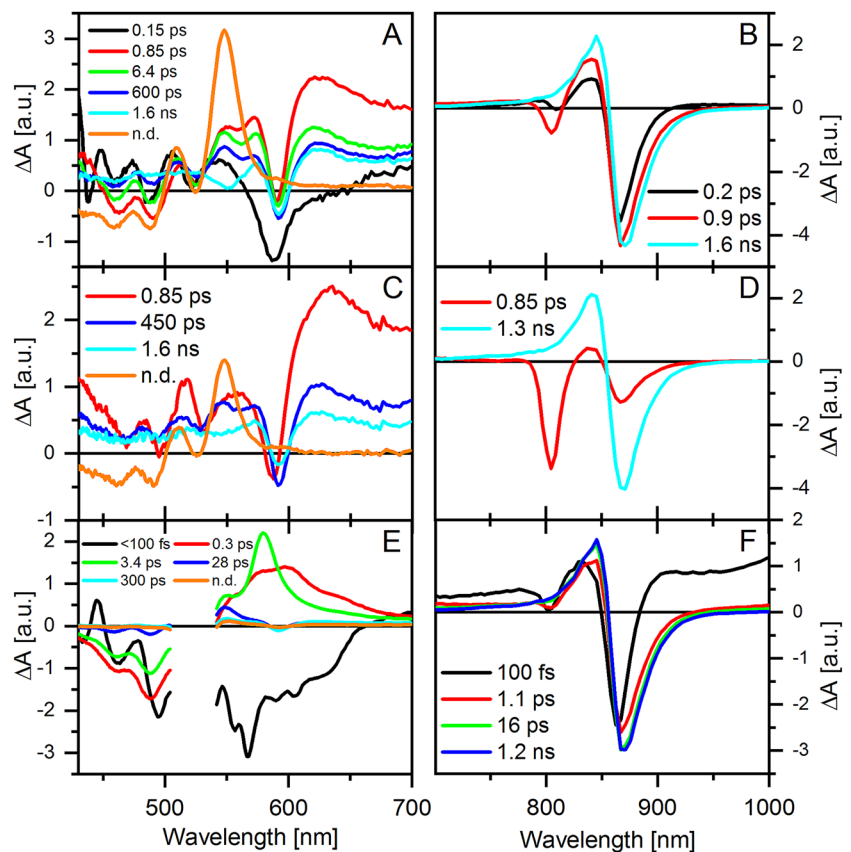 A
0.15 ps
0.85 ps
6.4 ps
600 ps
1.6 ns
n.d.
3
2
1
0
-1
ΔA [a.u.]
B
0.2 ps
0.9 ps
1.6 ns
2
0
-2
-4
ΔA [a.u.]
C
0.85 ps
450 ps
1.6 ns
n.d.
2
1
0
-1
ΔA [a.u.]
D
0.85 ps
1.3 ns
2
0
-2
-4
ΔA [a.u.]
E
<100 fs 0.3 ps
3.4 ps 28 ps
300 ps n.d.
2
1
0
-1
-2
-3
ΔA [a.u.]
500 600 700
Wavelength [nm]
F
100 fs
1.1 ps
16 ps
1.2 ns
2
1
0
-1
-2
-3
ΔA [a.u.]
800 900 1000
Wavelength [nm]